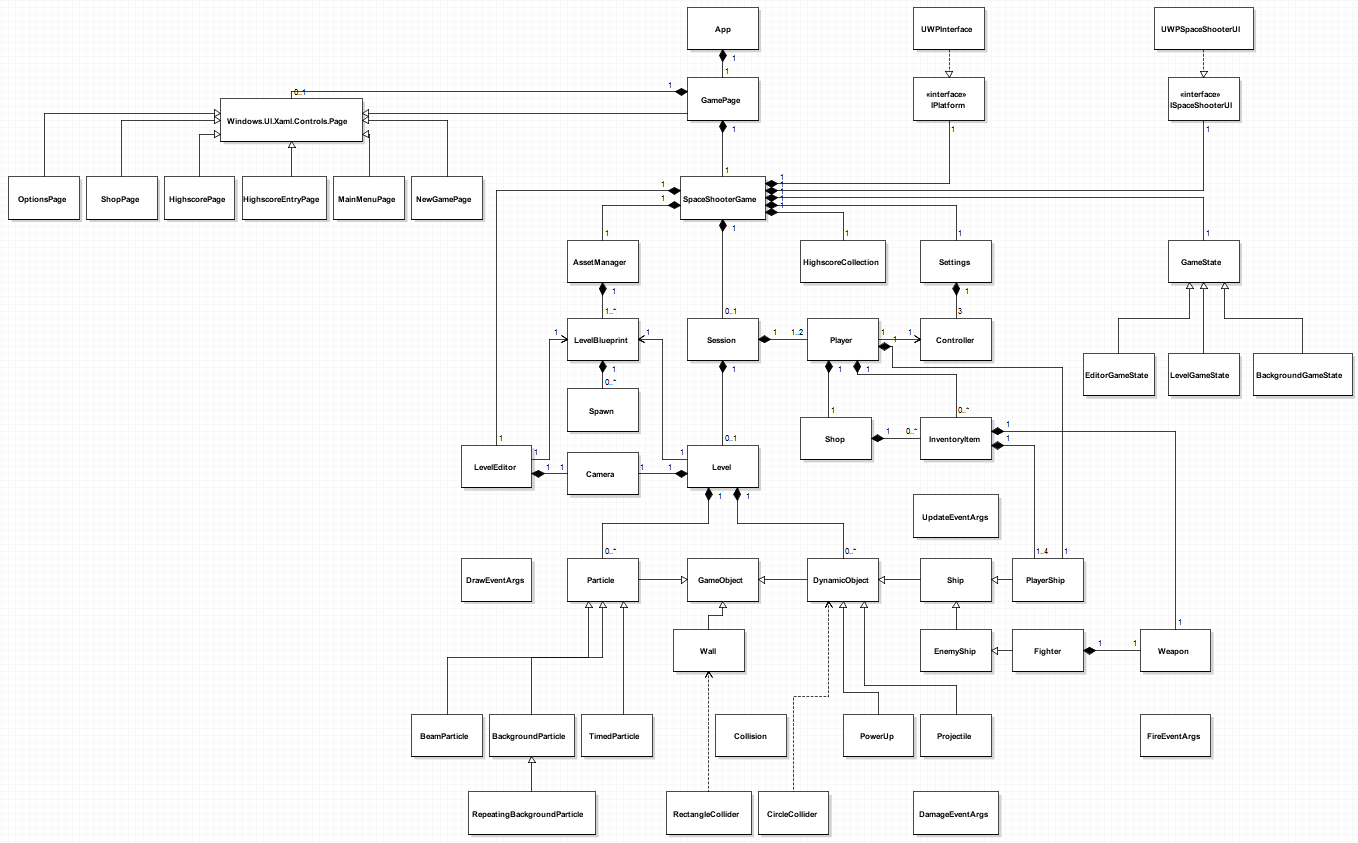 App
UWPInterface
UWPSpaceShooterUI
1
1
1
0..1
GamePage
«interface»
IPlatform
«interface»
ISpaceShooterUI
Windows.UI.Xaml.Controls.Page
1
1
1
1
OptionsPage
ShopPage
HighscorePage
HighscoreEntryPage
MainMenuPage
NewGamePage
1
1
SpaceShooterGame
1
1
1
1
1
1
1
1
1
1
AssetManager
HighscoreCollection
Settings
GameState
1
1
1..*
0..1
3
1
LevelBlueprint
1
Session
1
1..2
Player
1
1
1
Controller
1
0..*
1
1
1
EditorGameState
LevelGameState
BackgroundGameState
Spawn
1
0..*
Shop
1
0..*
InventoryItem
1
1
1
0..1
1
1
LevelEditor
1
1
Camera
1
1
Level
1
1
UpdateEventArgs
0..*
0..*
1..4
1
DrawEventArgs
Particle
GameObject
DynamicObject
Ship
PlayerShip
1
Wall
EnemyShip
Fighter
1
1
Weapon
BeamParticle
BackgroundParticle
TimedParticle
Collision
PowerUp
Projectile
FireEventArgs
RepeatingBackgroundParticle
RectangleCollider
CircleCollider
DamageEventArgs